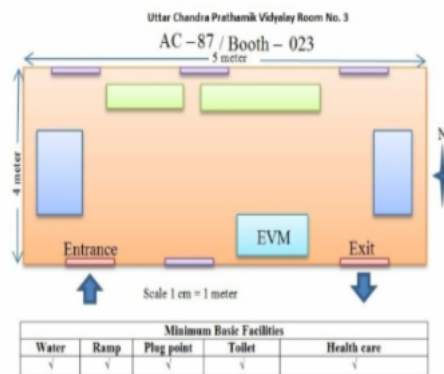 Uttar Chandra Prathamik Vidyalay Room No. 3
AC – 87 / Booth – 023
5 meter
4 meter
N
EVM
Entrance
Exit
Scale 1 cm = 1 meter
Minimum Basic Facilities
Water Ramp Plug point Toilet Health care
√ √ √ √ √